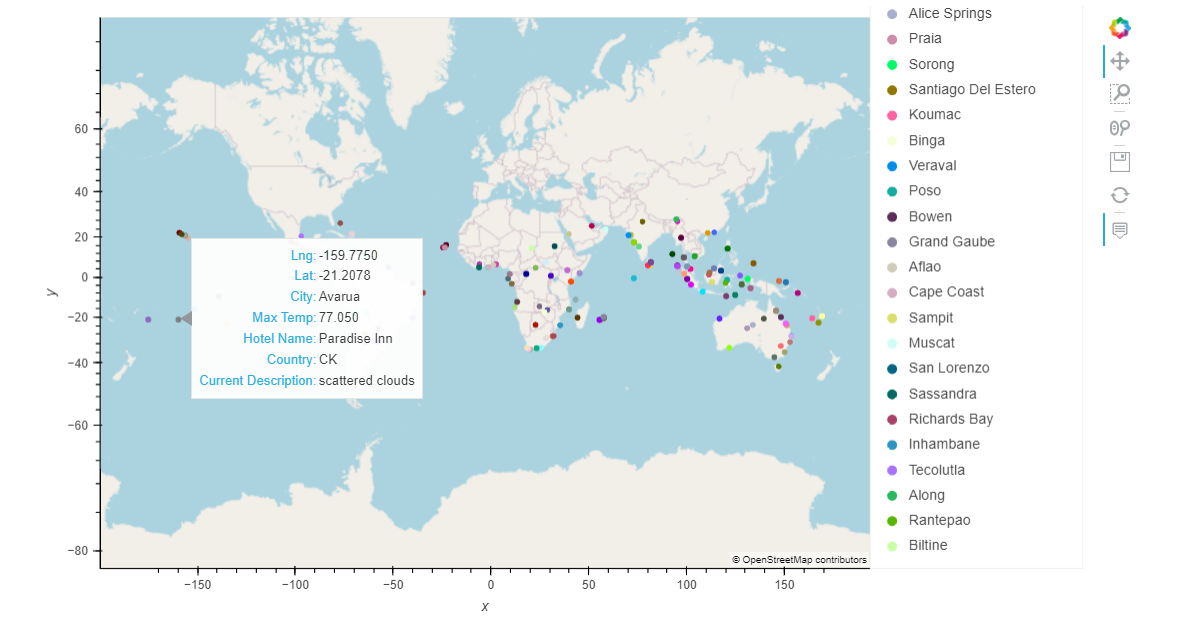 Alice Springs
Praia
Sorong
Santiago Del Estero
Koumac
Binga
Veraval
Poso
Bowen
Grand Gaube
Aflao
Cape Coast
Sampit
Muscat
San Lorenzo
Sassandra
Richards Bay
Inhambane
Tecolutla
Along
Rantepao
Biltine
60
40
20
0
−20
−40
−60
−80
y
Lng: -159.7750
Lat: -21.2078
City: Avarua
Max Temp: 77.050
Hotel Name: Paradise Inn
Country: CK
Current Description: scattered clouds
© OpenStreetMap contributors
−150 −100 −50 0 50 100 150
x